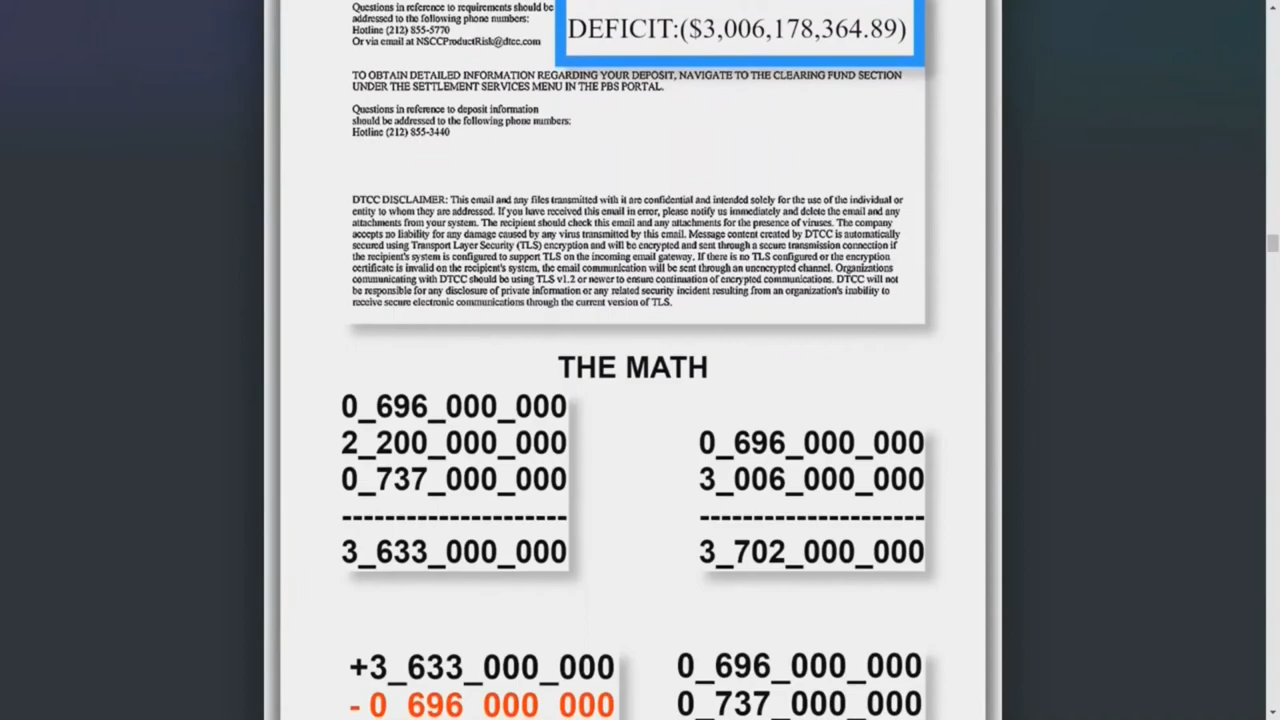 Questions in reference to requirements should be
addressed to the following phone numbers:
Hotline (212) 855-5770
Or via email at NSCCProductRisk@dtcc.com
DEFICIT:($3,006,178,364.89)
TO OBTAIN DETAILED INFORMATION REGARDING YOUR DEPOSIT, NAVIGATE TO THE CLEARING FUND SECTION
UNDER THE SETTLEMENT SERVICES MENU IN THE PBS PORTAL.
Questions in reference to deposit information
should be addressed to the following phone numbers:
Hotline (212) 855-3440
DTCC DISCLAIMER: This email and any files transmitted with it are confidential and intended solely for the use of the individual or
entity to whom they are addressed. If you have received this email in error, please notify us immediately and delete the email and any
attachments from your system. The recipient should check this email and any attachments for the presence of viruses. The company
accepts no liability for any damage caused by any virus transmitted by this email. Message content created by DTCC is automatically
secured using Transport Layer Security (TLS) encryption and will be encrypted and sent through a secure transmission connection if
the recipient's system is configured to support TLS on the incoming email gateway. If there is no TLS configured or the encryption
certificate is invalid on the recipient's system, the email communication will be sent through an unencrypted channel. Organizations
communicating with DTCC should be using TLS v1.2 or newer to ensure continuation of encrypted communications. DTCC will not
be responsible for any disclosure of private information or any related security incident resulting from an organization's inability to
receive secure electronic communications through the current version of TLS.
THE MATH
0_696_000_000
2_200_000_000
0_737_000_000
---------------------
3_633_000_000
0_696_000_000
3_006_000_000
---------------------
3_702_000_000
+3_633_000_000
- 0_696_000_000
0_696_000_000
0_737_000_000